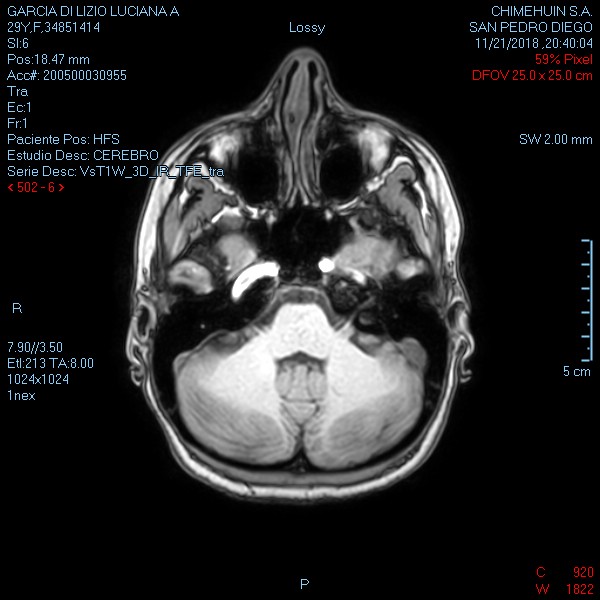 GARCIA DI LIZIO LUCIANA A
29Y,F,34851414
Sl:6
Pos:18.47 mm
Acc#: 200500030955
Tra
Ec:1
Fr:1
Paciente Pos: HFS
Estudio Desc: CEREBRO
Serie Desc: VsT1W_3D_IR_TFE_tra
< 502 - 6 >
Lossy
CHIMEHUIN S.A.
SAN PEDRO DIEGO
11/21/2018 ,20:40:04
59% Pixel
DFOV 25.0 x 25.0 cm
SW 2.00 mm
R
7.90//3.50
Etl:213 TA:8.00
1024x1024
1nex
5 cm
P
C 920
W 1822